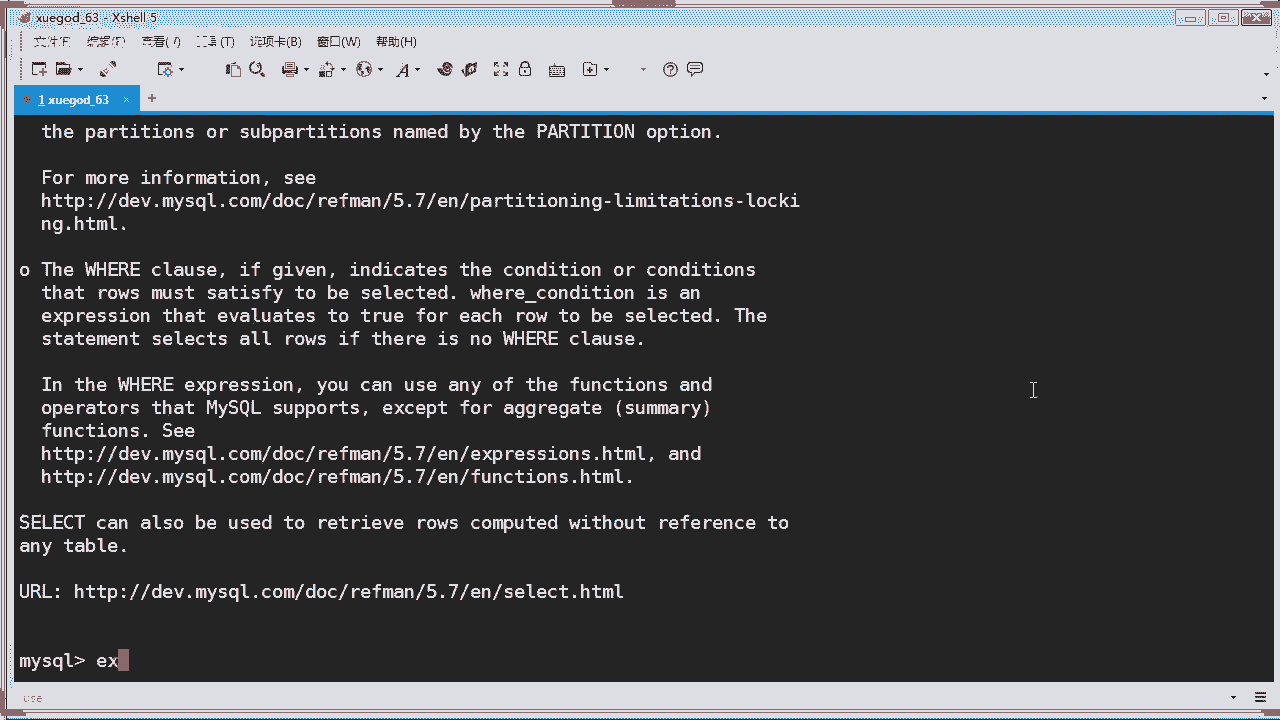 xuegod_63 - Xshell 5
文件(F) 编辑(E) 查看(V) 工具(T) 选项卡(B) 窗口(W) 帮助(H)
1 xuegod_63 × +
the partitions or subpartitions named by the PARTITION option.
For more information, see
http://dev.mysql.com/doc/refman/5.7/en/partitioning-limitations-locki
ng.html.
o The WHERE clause, if given, indicates the condition or conditions
that rows must satisfy to be selected. where_condition is an
expression that evaluates to true for each row to be selected. The
statement selects all rows if there is no WHERE clause.
In the WHERE expression, you can use any of the functions and
operators that MySQL supports, except for aggregate (summary)
functions. See
http://dev.mysql.com/doc/refman/5.7/en/expressions.html, and
http://dev.mysql.com/doc/refman/5.7/en/functions.html.
SELECT can also be used to retrieve rows computed without reference to
any table.
URL: http://dev.mysql.com/doc/refman/5.7/en/select.html
mysql> ex
use